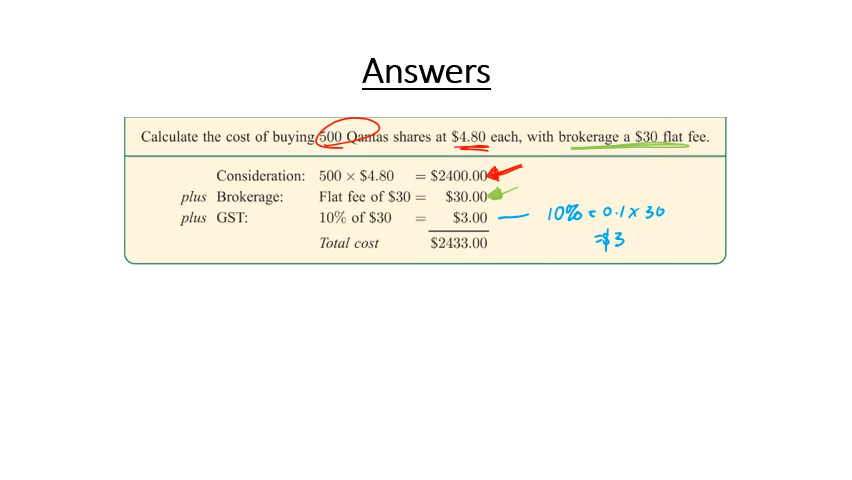 Answers
Calculate the cost of buying 500 Qantas shares at $4.80 each, with brokerage a $30 flat fee.
Consideration: 500 × $4.80 = $2400.00
plus Brokerage: Flat fee of $30 = $30.00
plus GST: 10% of $30 = $3.00
10% = 0.1 x 30
=$3
Total cost $2433.00